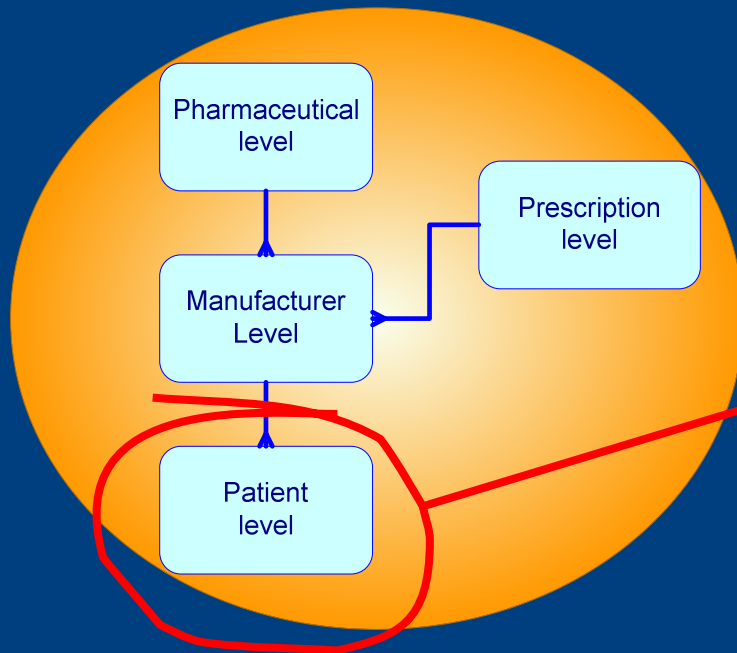 Pharmaceutical
level
Prescription
level
Manufacturer
Level
Patient
level